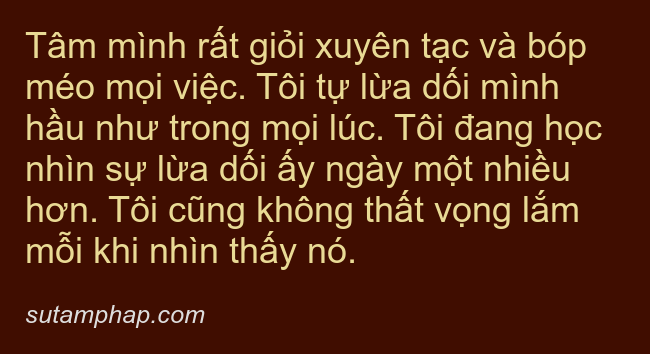 Tâm mình rất giỏi xuyên tạc và bóp
méo mọi việc. Tôi tự lừa dối mình
hầu như trong mọi lúc. Tôi đang học
nhìn sự lừa dối ấy ngày một nhiều
hơn. Tôi cũng không thất vọng lắm
mỗi khi nhìn thấy nó.
sutamphap.com